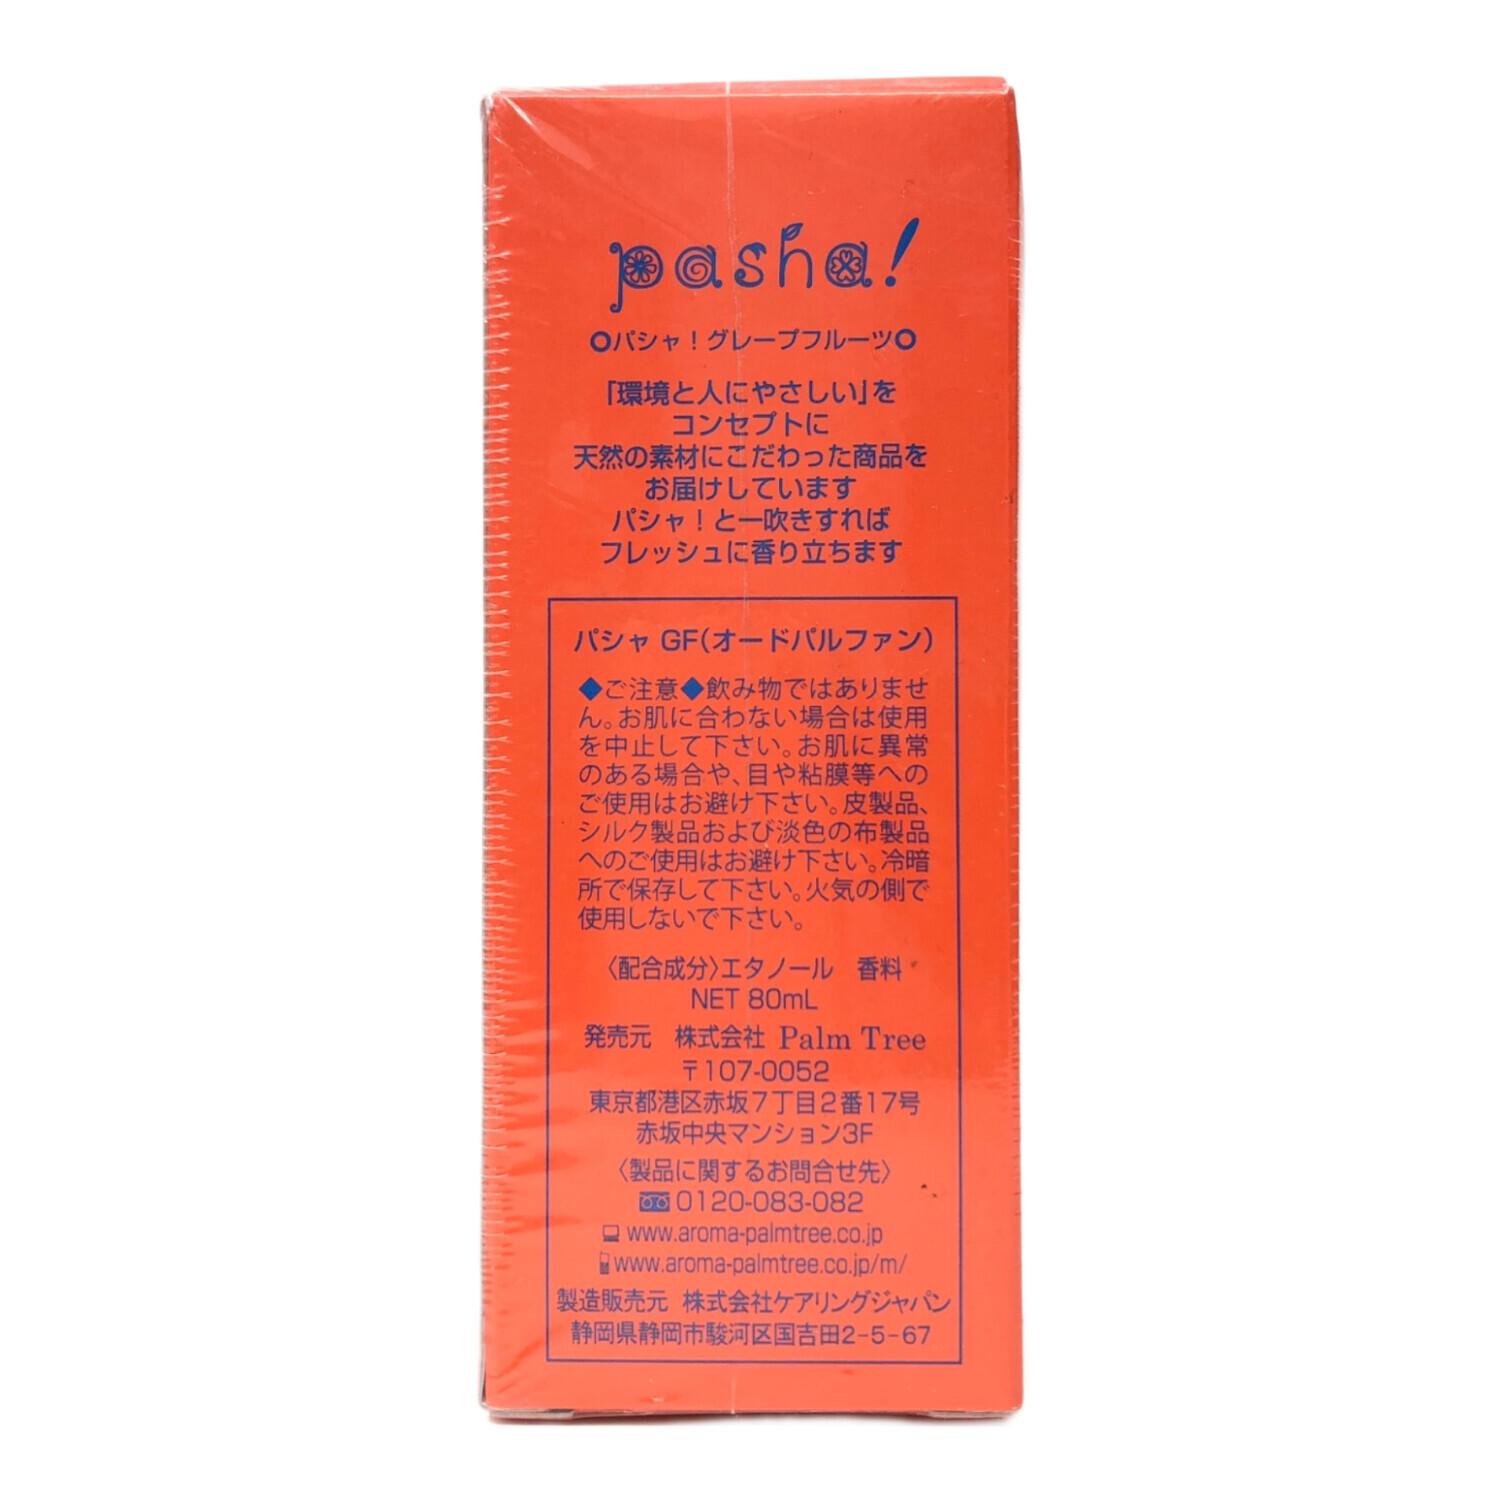 pasha!
○パシャ！グレープフルーツ○
「環境と人にやさしい」を
コンセプトに
天然の素材にこだわった商品を
お届けしています
パシャ！と一吹きすれば
フレッシュに香り立ちます
パシャ GF（オードパルファン）
◆ご注意◆飲み物ではありませ
ん。お肌に合わない場合は使用
を中止して下さい。お肌に異常
のある場合や、目や粘膜等への
ご使用はお避け下さい。皮製品、
シルク製品および淡色の布製品
へのご使用はお避け下さい。冷暗
所で保存して下さい。火気の側で
使用しないで下さい。
〈配合成分〉エタノール　香料
NET 80mL
発売元　株式会社 Palm Tree
〒107-0052
東京都港区赤坂7丁目2番17号
赤坂中央マンション3F
〈製品に関するお問合せ先〉
0120-083-082
www.aroma-palmtree.co.jp
www.aroma-palmtree.co.jp/m/
製造販売元　株式会社ケアリングジャパン
静岡県静岡市駿河区国吉田2-5-67